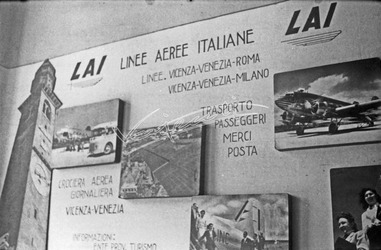 LAI
LINEE AEREE ITALIANE
LAI
LINEE. VICENZA-VENEZIA-ROMA
VICENZA-VENEZIA-MILANO
TRASPORTO
PASSEGGERI
MERCI
POSTA
CROCIERA AEREA
GIORNALIERA
VICENZA-VENEZIA
INFORMAZIONI
PROV. TURISMO